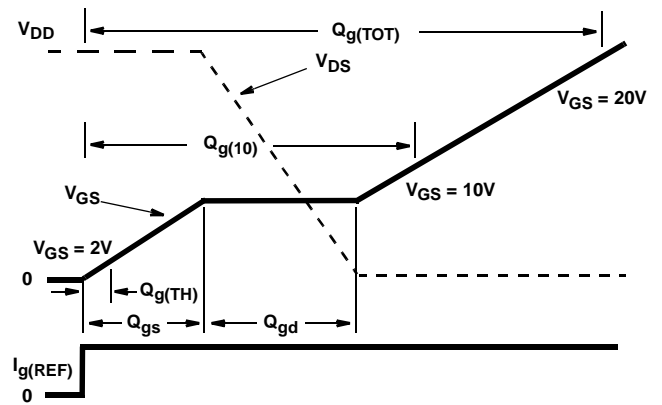 V_DD
Q_g(TOT)
V_DS
V_GS = 20V
Q_g(10)
V_GS
V_GS = 10V
V_GS = 2V
0
Q_g(TH)
Q_gs
Q_gd
I_g(REF)
0